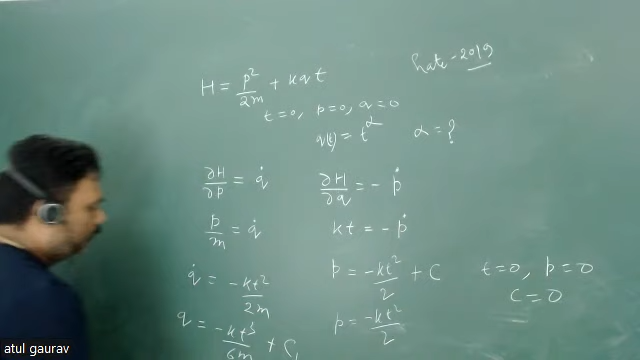 Gate-2019
H = p²/2m + kqt
t=0, p=0, q=0
q(t) = t^α α = ?
∂H/∂p = q̇ ∂H/∂q = -ṗ
p/m = q̇ kt = -ṗ
q̇ = -kt²/2m p = -kt²/2 + C t=0, p=0
C=0
q = -kt³/6m + C₁ p = -kt²/2
atul gaurav